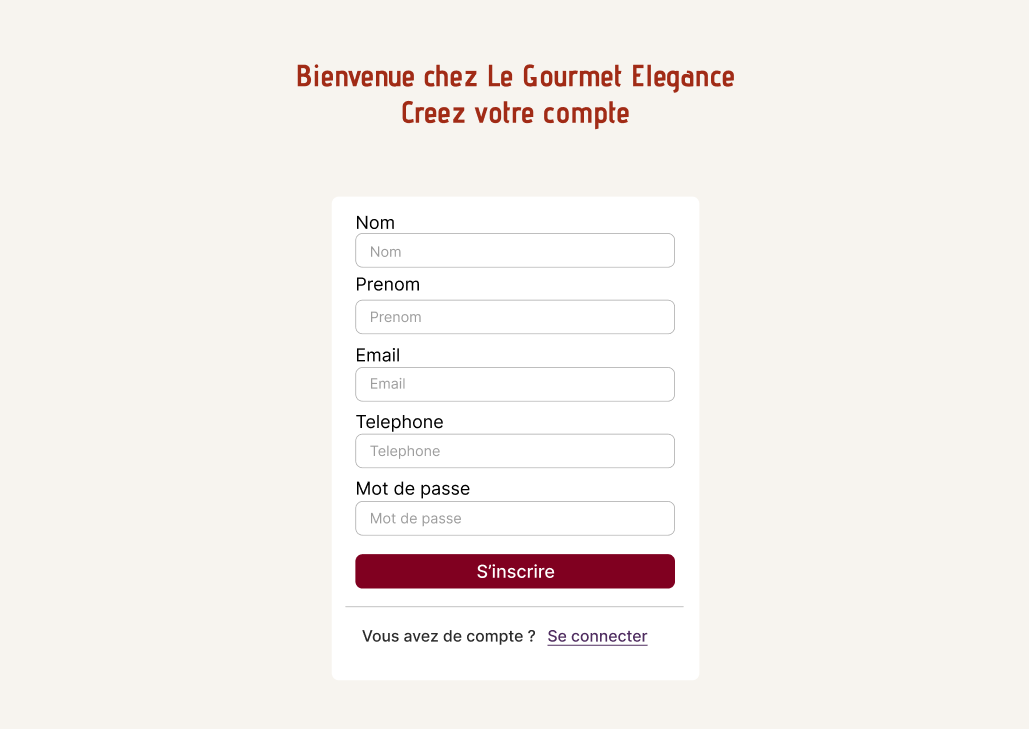 Bienvenue chez Le Gourmet Elegance
Creez votre compte
Nom
Nom
Prenom
Prenom
Email
Email
Telephone
Telephone
Mot de passe
Mot de passe
S’inscrire
Vous avez de compte ? Se connecter